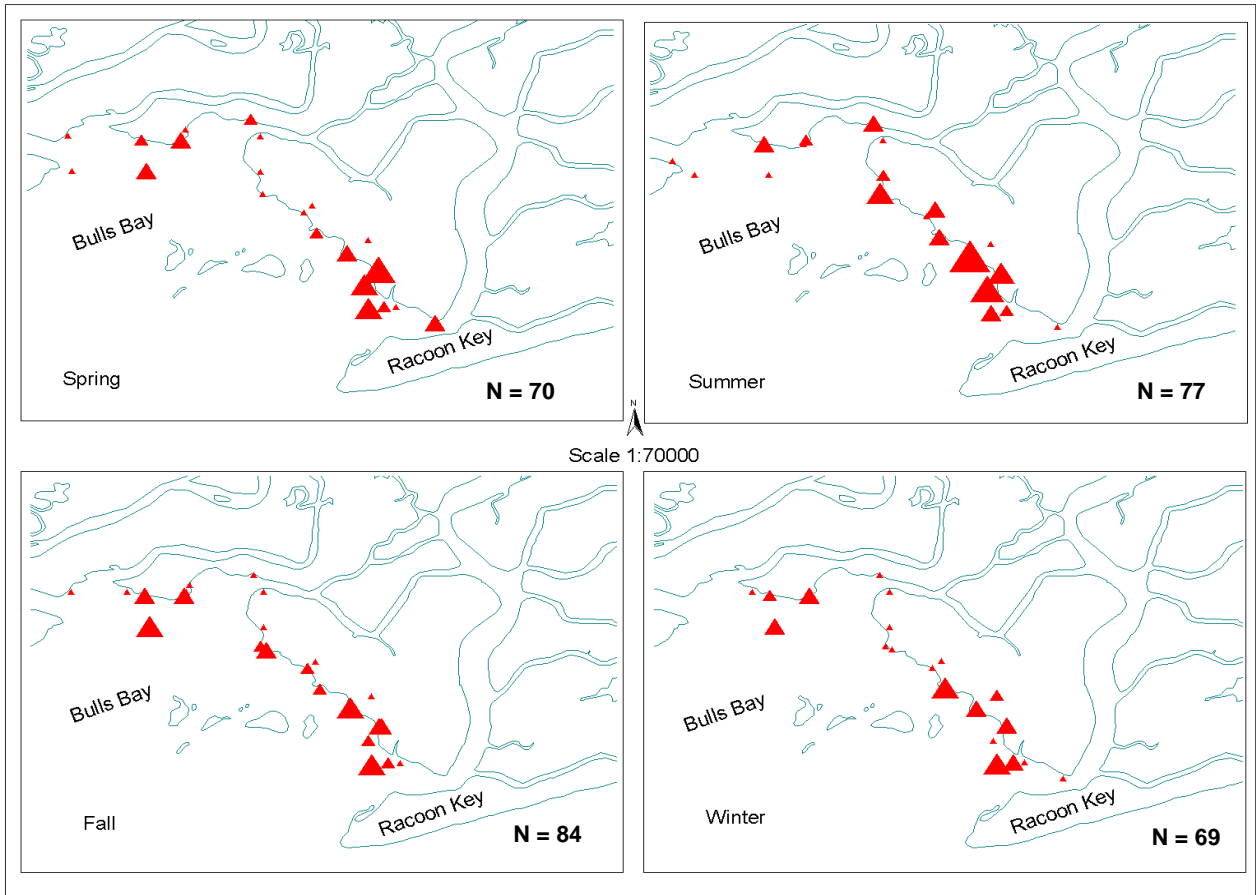 Bulls Bay
Racoon Key
Spring
N = 70
Bulls Bay
Racoon Key
Summer
N = 77
N
Scale 1:70000
Bulls Bay
Racoon Key
Fall
N = 84
Bulls Bay
Racoon Key
Winter
N = 69